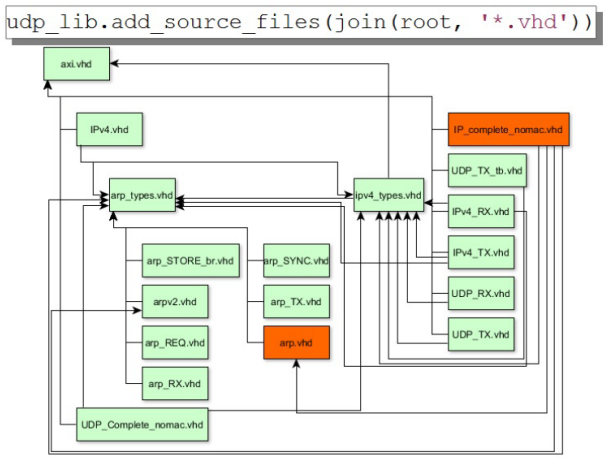 udp_lib.add_source_files(join(root, '*.vhd'))
axi.vhd
IPv4.vhd
IP_complete_nomac.vhd
UDP_TX_tb.vhd
arp_types.vhd
ipv4_types.vhd
IPv4_RX.vhd
arp_STORE_br.vhd
arp_SYNC.vhd
IPv4_TX.vhd
arpv2.vhd
arp_TX.vhd
UDP_RX.vhd
arp_REQ.vhd
arp.vhd
UDP_TX.vhd
arp_RX.vhd
UDP_Complete_nomac.vhd